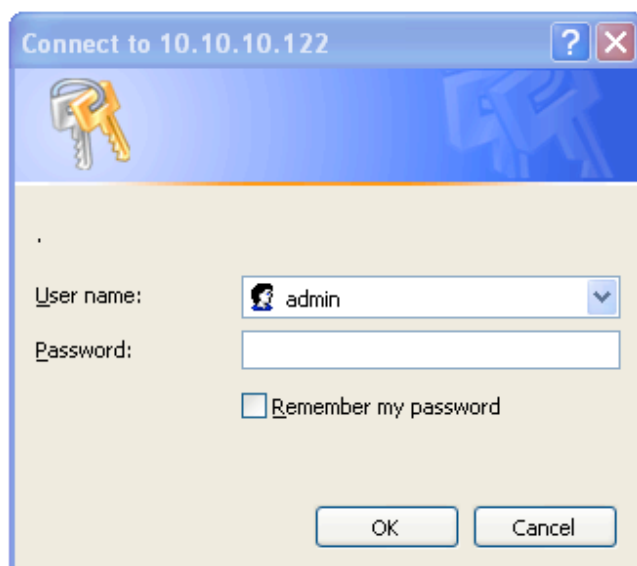 Connect to 10.10.10.122
.
User name: admin
Password:
Remember my password
OK Cancel